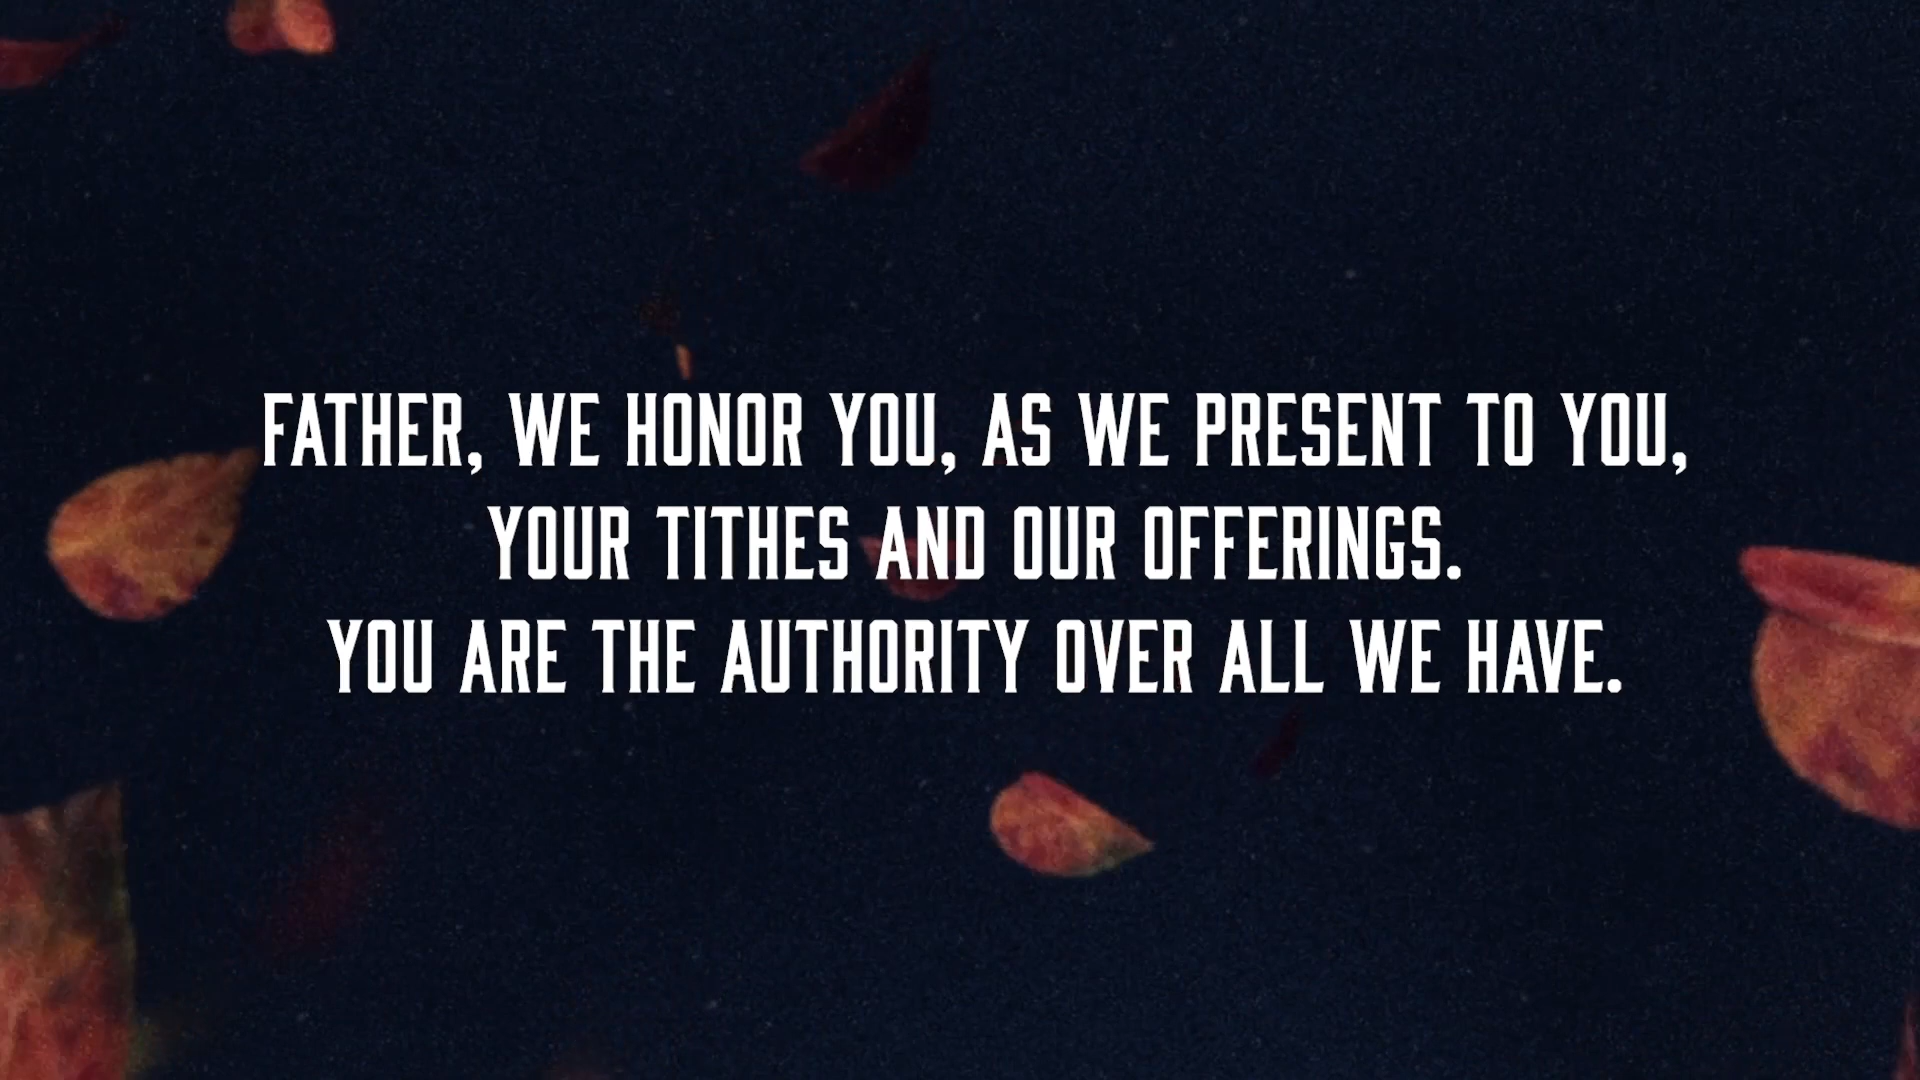 FATHER, WE HONOR YOU, AS WE PRESENT TO YOU,
YOUR TITHES AND OUR OFFERINGS.
YOU ARE THE AUTHORITY OVER ALL WE HAVE.